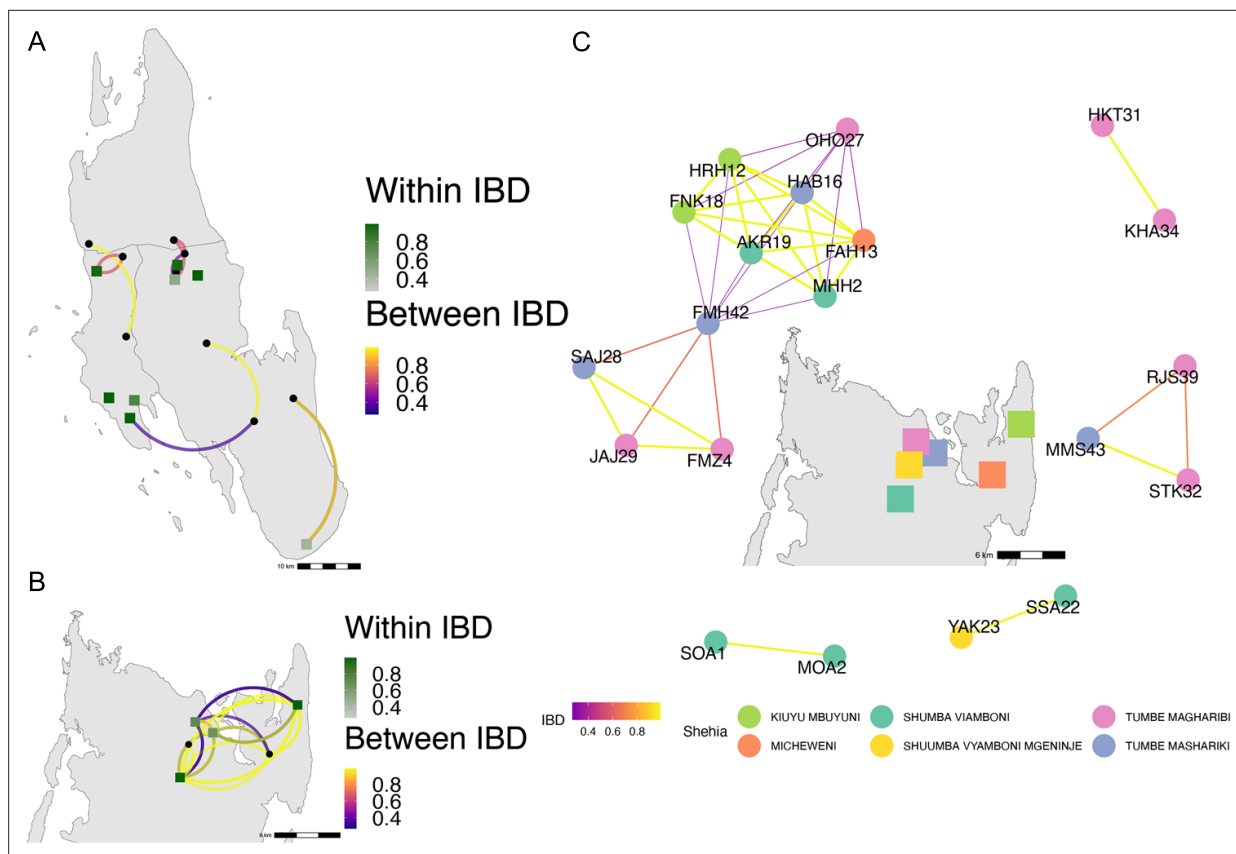 A
Within IBD
0.8
0.6
0.4
Between IBD
0.8
0.6
0.4
10 km
B
Within IBD
0.8
0.6
0.4
Between IBD
0.8
0.6
0.4
6 km
C
HKT31
OHO27
HRH12
HAB16
FNK18
KHA34
AKR19
FAH13
MHH2
FMH42
SAJ28
RJS39
MMS43
JAJ29
FMZ4
STK32
6 km
SSA22
YAK23
SOA1
MOA2
IBD
0.4 0.6 0.8
Shehia
KIUYU MBUYUNI
SHUMBA VIAMBONI
TUMBE MAGHARIBI
MICHEWENI
SHUUMBA VYAMBONI MGENINJE
TUMBE MASHARIKI